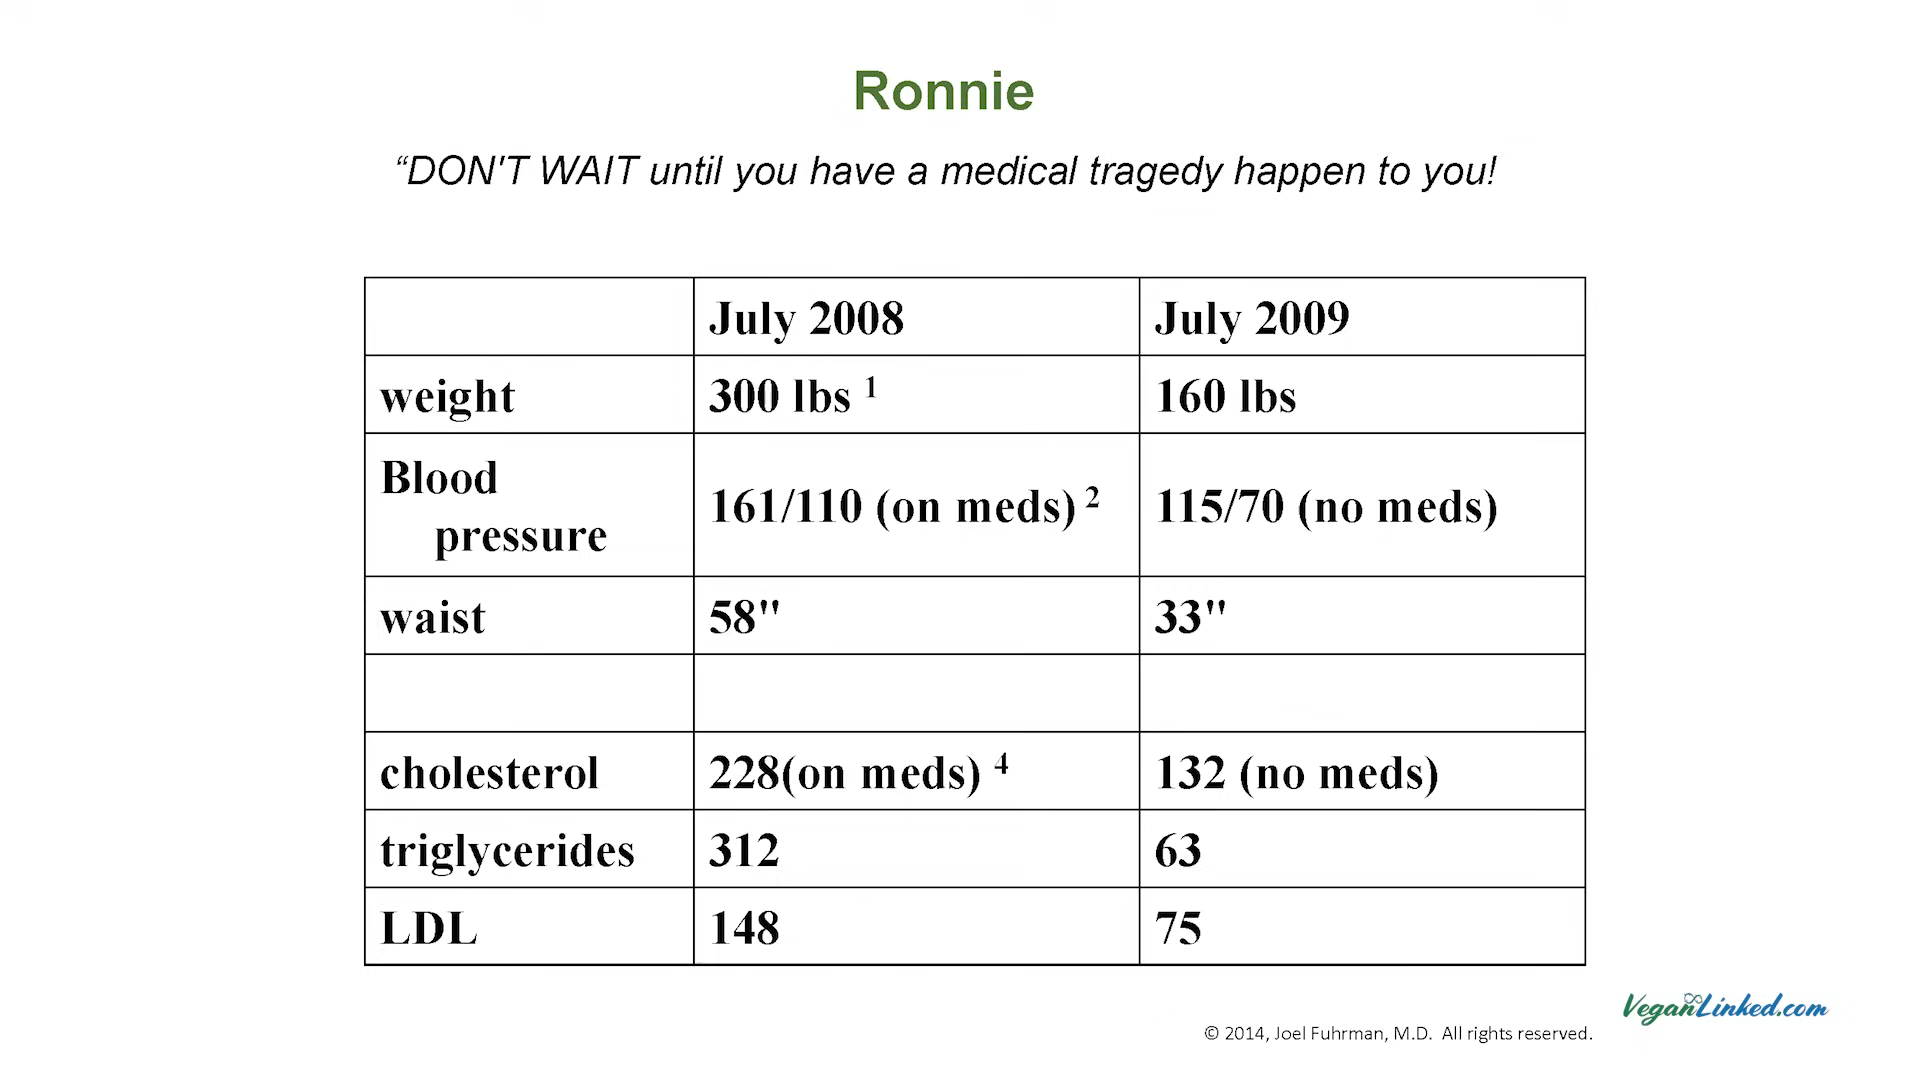 Ronnie
“DON'T WAIT until you have a medical tragedy happen to you!
July 2008 July 2009
weight 300 lbs 1 160 lbs
Blood
pressure 161/110 (on meds) 2 115/70 (no meds)
waist 58" 33"
cholesterol 228(on meds) 4 132 (no meds)
triglycerides 312 63
LDL 148 75
VeganLinked.com
© 2014, Joel Fuhrman, M.D. All rights reserved.